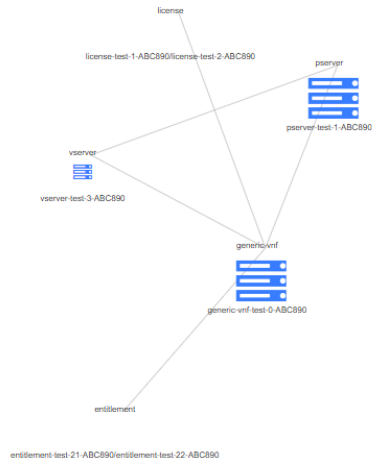 license
license-test-1-ABC890/license-test-2-ABC890
pserver
pserver-test-1-ABC890
vserver
vserver-test-3-ABC890
generic-vnf
generic-vnf-test-0-ABC890
entitlement
entitlement-test-21-ABC890/entitlement-test-22-ABC890